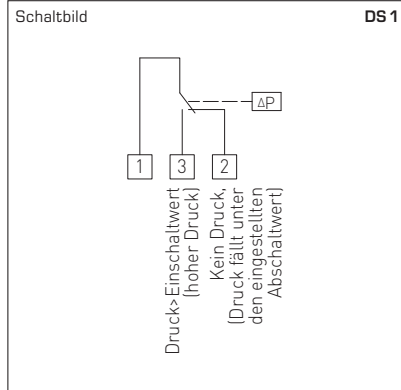 Schaltbild
DS 1
ΔP
1
3
2
Druck>Einschaltwert
(hoher Druck)
Kein Druck,
(Druck fällt unter
den eingestellten
Abschaltwert)